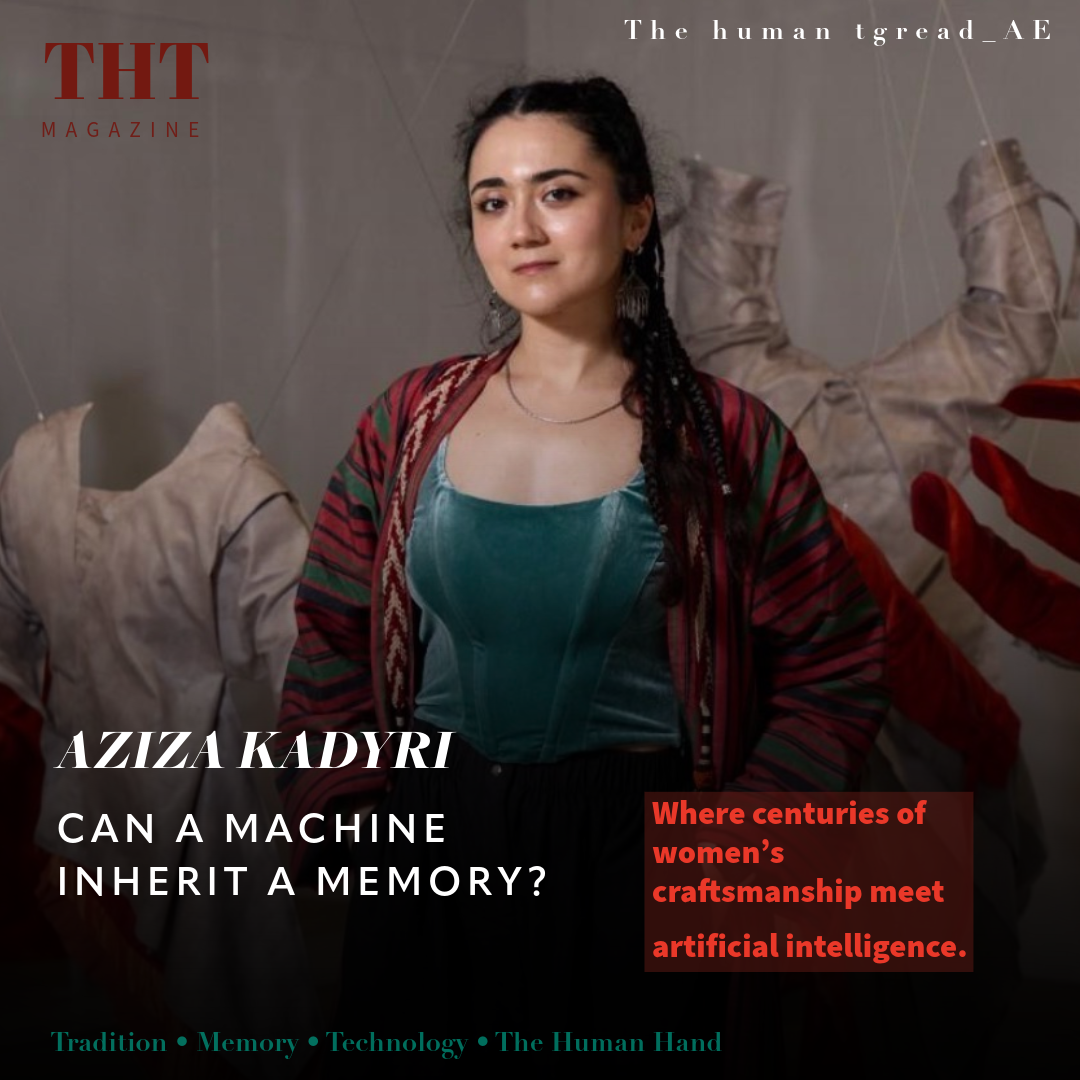 The human tgread_AE
THT
MAGAZINE
AZIZA KADYRI
CAN A MACHINE
INHERIT A MEMORY?
Where centuries of
women’s
craftsmanship meet
artificial intelligence.
Tradition • Memory • Technology • The Human Hand